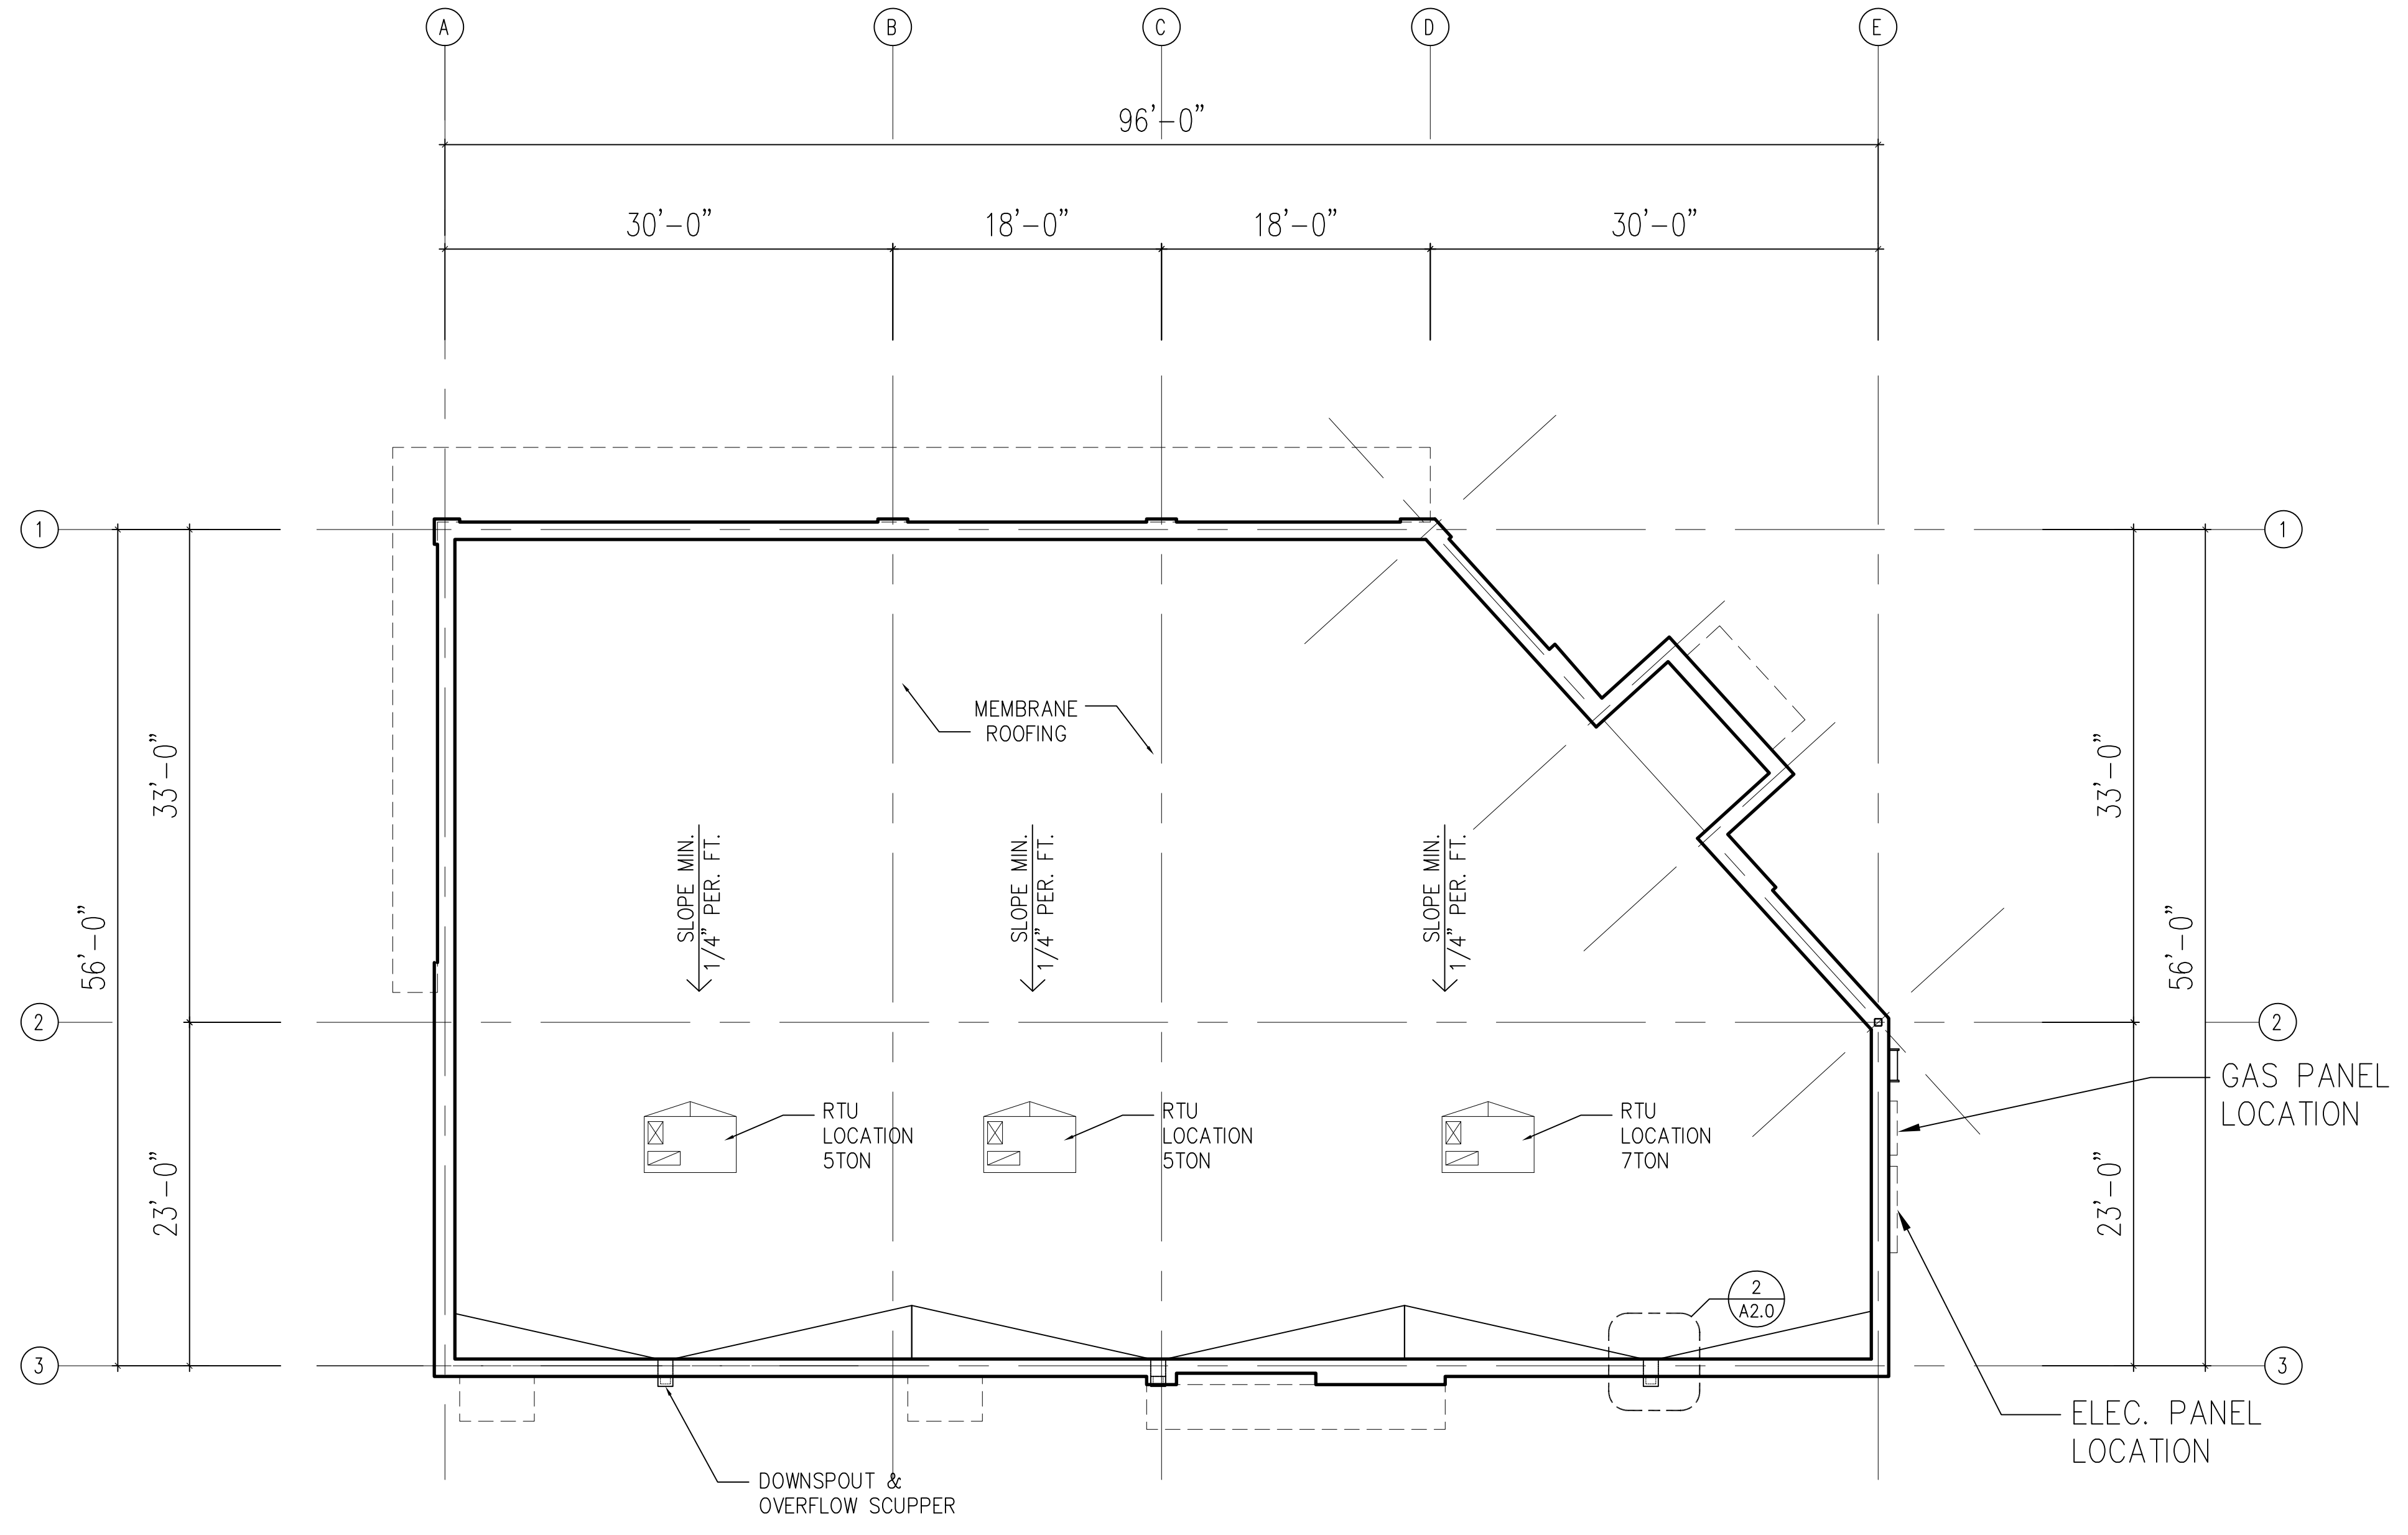 A
B
C
D
E
96'-0"
30'-0"
18'-0"
18'-0"
30'-0"
1
1
33'-0"
56'-0"
33'-0"
56'-0"
MEMBRANE
ROOFING
SLOPE MIN.
1/4" PER. FT.
SLOPE MIN.
1/4" PER. FT.
SLOPE MIN.
1/4" PER. FT.
2
2
GAS PANEL
LOCATION
RTU
LOCATION
5TON
RTU
LOCATION
5TON
RTU
LOCATION
7TON
23'-0"
23'-0"
2
A2.0
3
3
ELEC. PANEL
LOCATION
DOWNSPOUT &
OVERFLOW SCUPPER